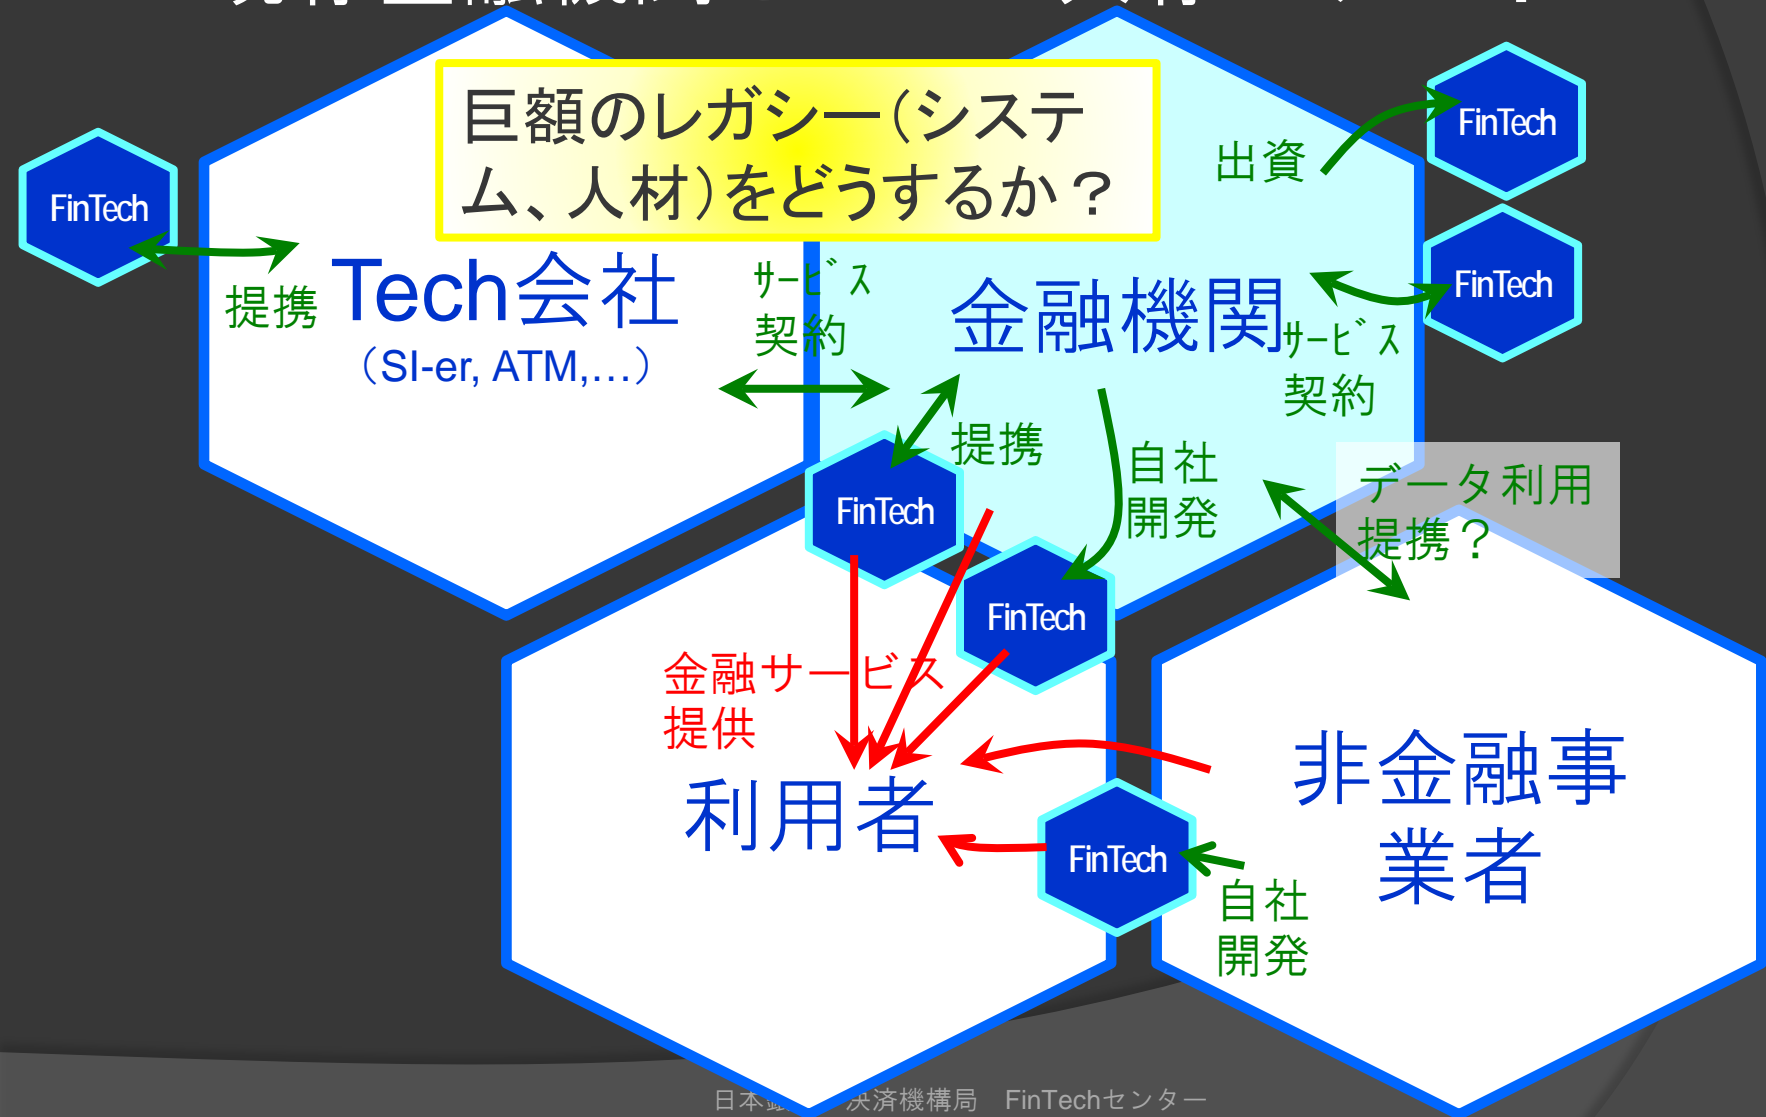 巨額のレガシー(システ
ム、人材)をどうするか？
FinTech
出資
FinTech
FinTech
提携
Tech会社
(SI-er, ATM,…)
ｻｰﾋﾞｽ
契約
金融機関
ｻｰﾋﾞｽ
契約
FinTech
提携
自社
開発
データ利用
提携？
FinTech
FinTech
金融サービス
提供
利用者
非金融事
業者
FinTech
自社
開発
決済機構局 FinTechセンター